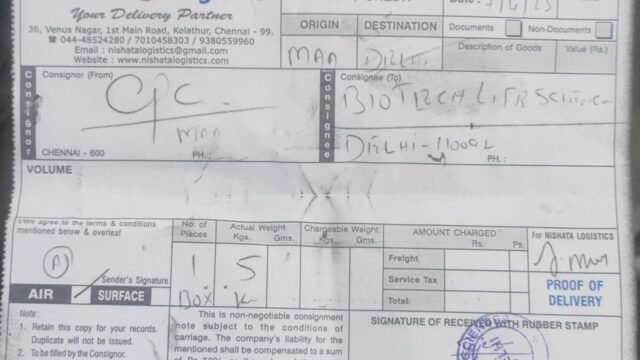 Your Delivery Partner
36, Venus Nagar, 1st Main Road, Kolathur, Chennai - 99.
044-48524280 / 7010458303 / 9380559960
Email : nishatalogistics@gmail.com
Website : www.nishatalogistics.com
ORIGIN DESTINATION
MAA DELHI
Documents Non-Documents
Description of Goods Value (Rs.)
Consignor
Consignor (From)
CPC
MAA
CHENNAI - 600 PH.:
Consignee
Consignee (To)
BIOTECH LIFE SCIENCE
DELHI-110092 PH.:
VOLUME
I/We agree to the terms & conditions
mentioned below & overleaf
Sender's Signature
AIR SURFACE
No. of Pieces
Actual Weight
Kgs. Gms.
Chargeable Weight
Kgs. Gms.
1 5
Box K
AMOUNT CHARGED
Rs. Ps.
Freight
Service Tax
Total
For NISHATA LOGISTICS
PROOF OF
DELIVERY
Note :
1. Retain this copy for your records.
Duplicate will not be issued.
2. To be filled by the Consignor.
This is non-negotiable consignment
note subject to the conditions of
carriage. The company's liability for
the mentioned shall be compensated to a sum
SIGNATURE OF RECEIVER WITH RUBBER STAMP